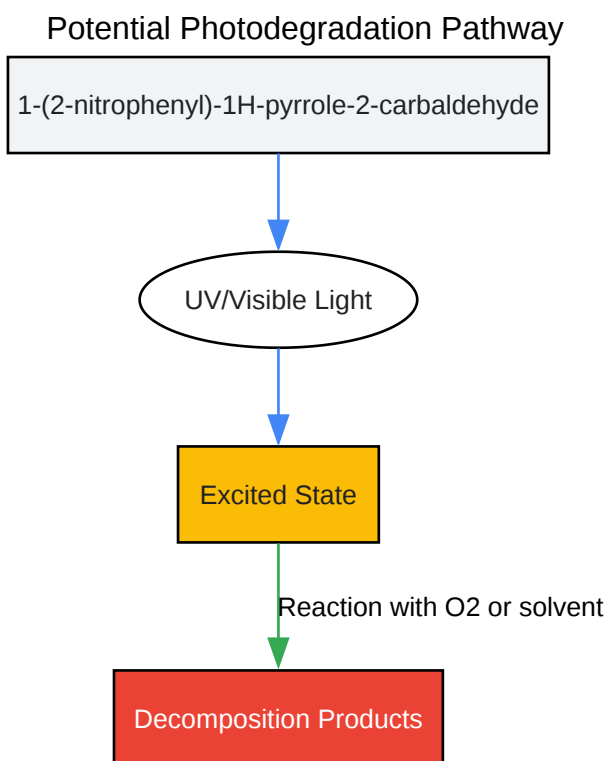 Potential Photodegradation Pathway
1-(2-nitrophenyl)-1H-pyrrole-2-carbaldehyde
UV/Visible Light
Excited State
Reaction with O2 or solvent
Decomposition Products